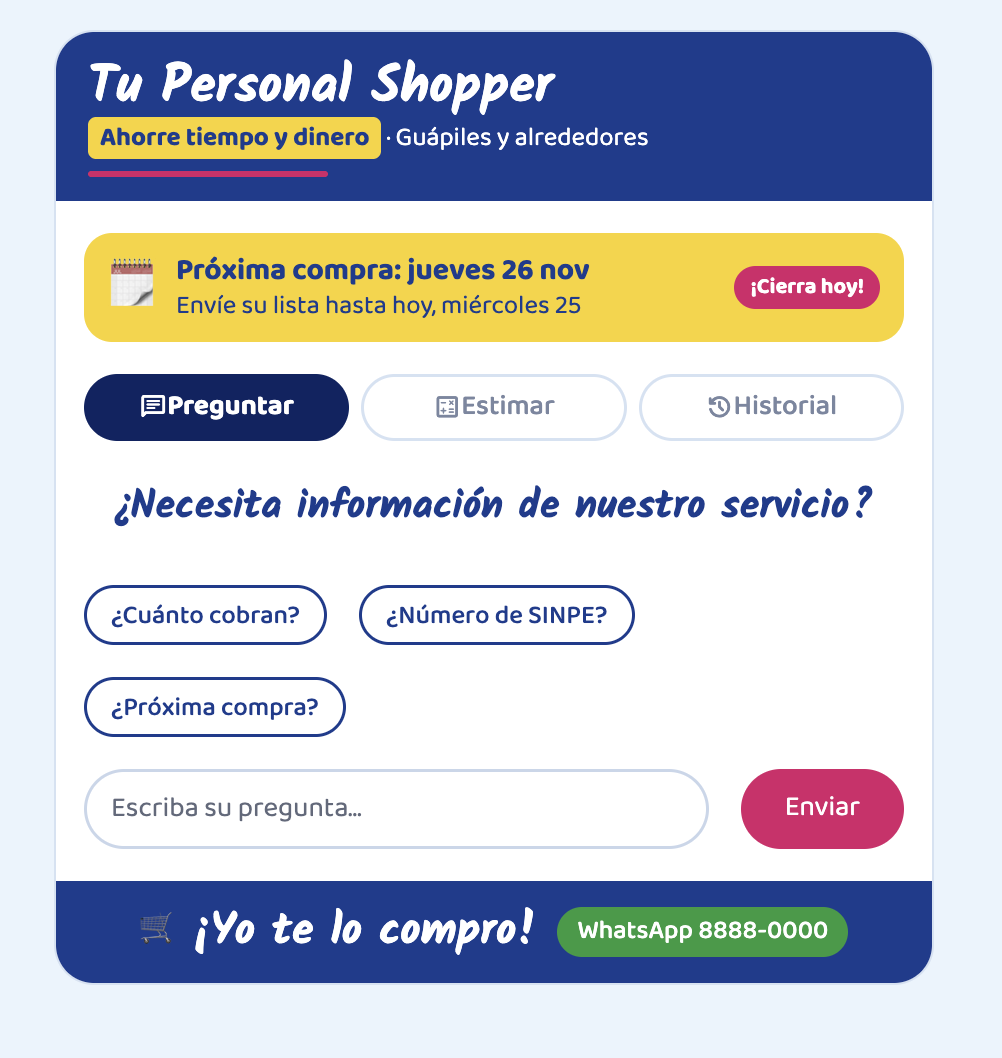 Tu Personal Shopper
Ahorre tiempo y dinero · Guápiles y alrededores
Próxima compra: jueves 26 nov
Envíe su lista hasta hoy, miércoles 25
¡Cierra hoy!
Preguntar
Estimar
Historial
¿Necesita información de nuestro servicio?
¿Cuánto cobran?
¿Número de SINPE?
¿Próxima compra?
Escriba su pregunta...
Enviar
¡Yo te lo compro!
WhatsApp 8888-0000